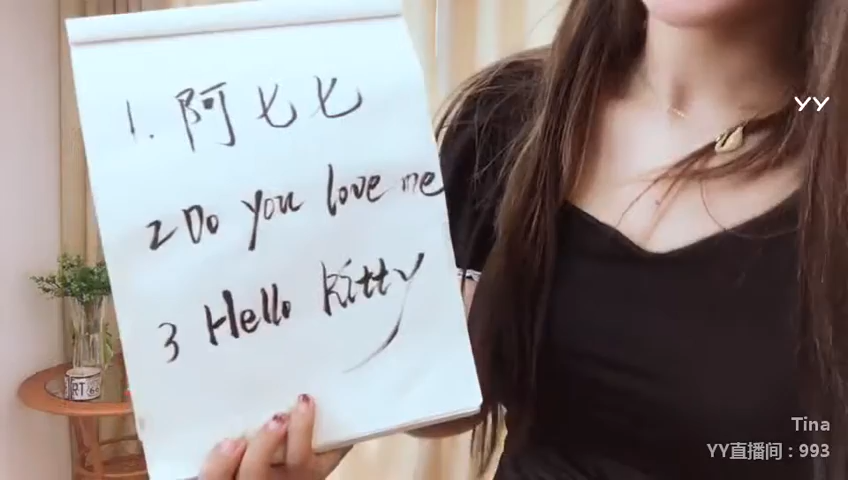 1. 阿七七
2 Do you love me
3 Hello Kitty
YY
RT
Tina
YY直播间：993